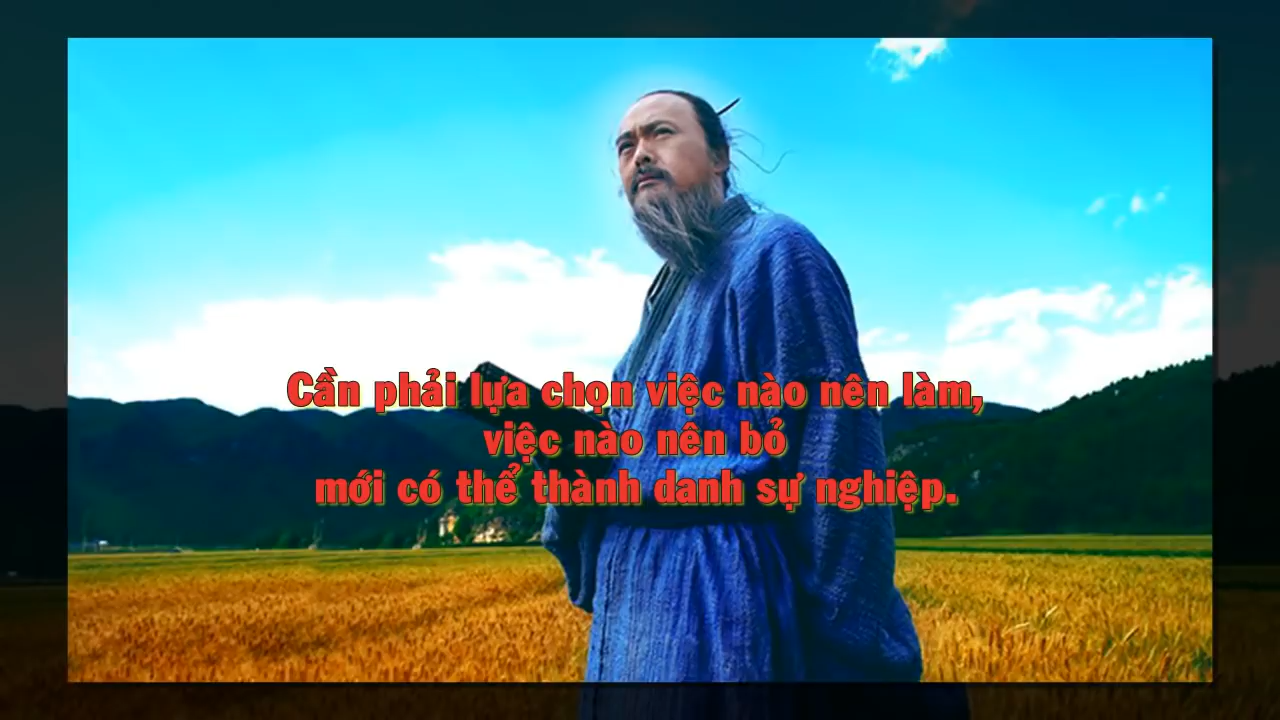 Cần phải lựa chọn việc nào nên làm,
việc nào nên bỏ
mới có thể thành danh sự nghiệp.